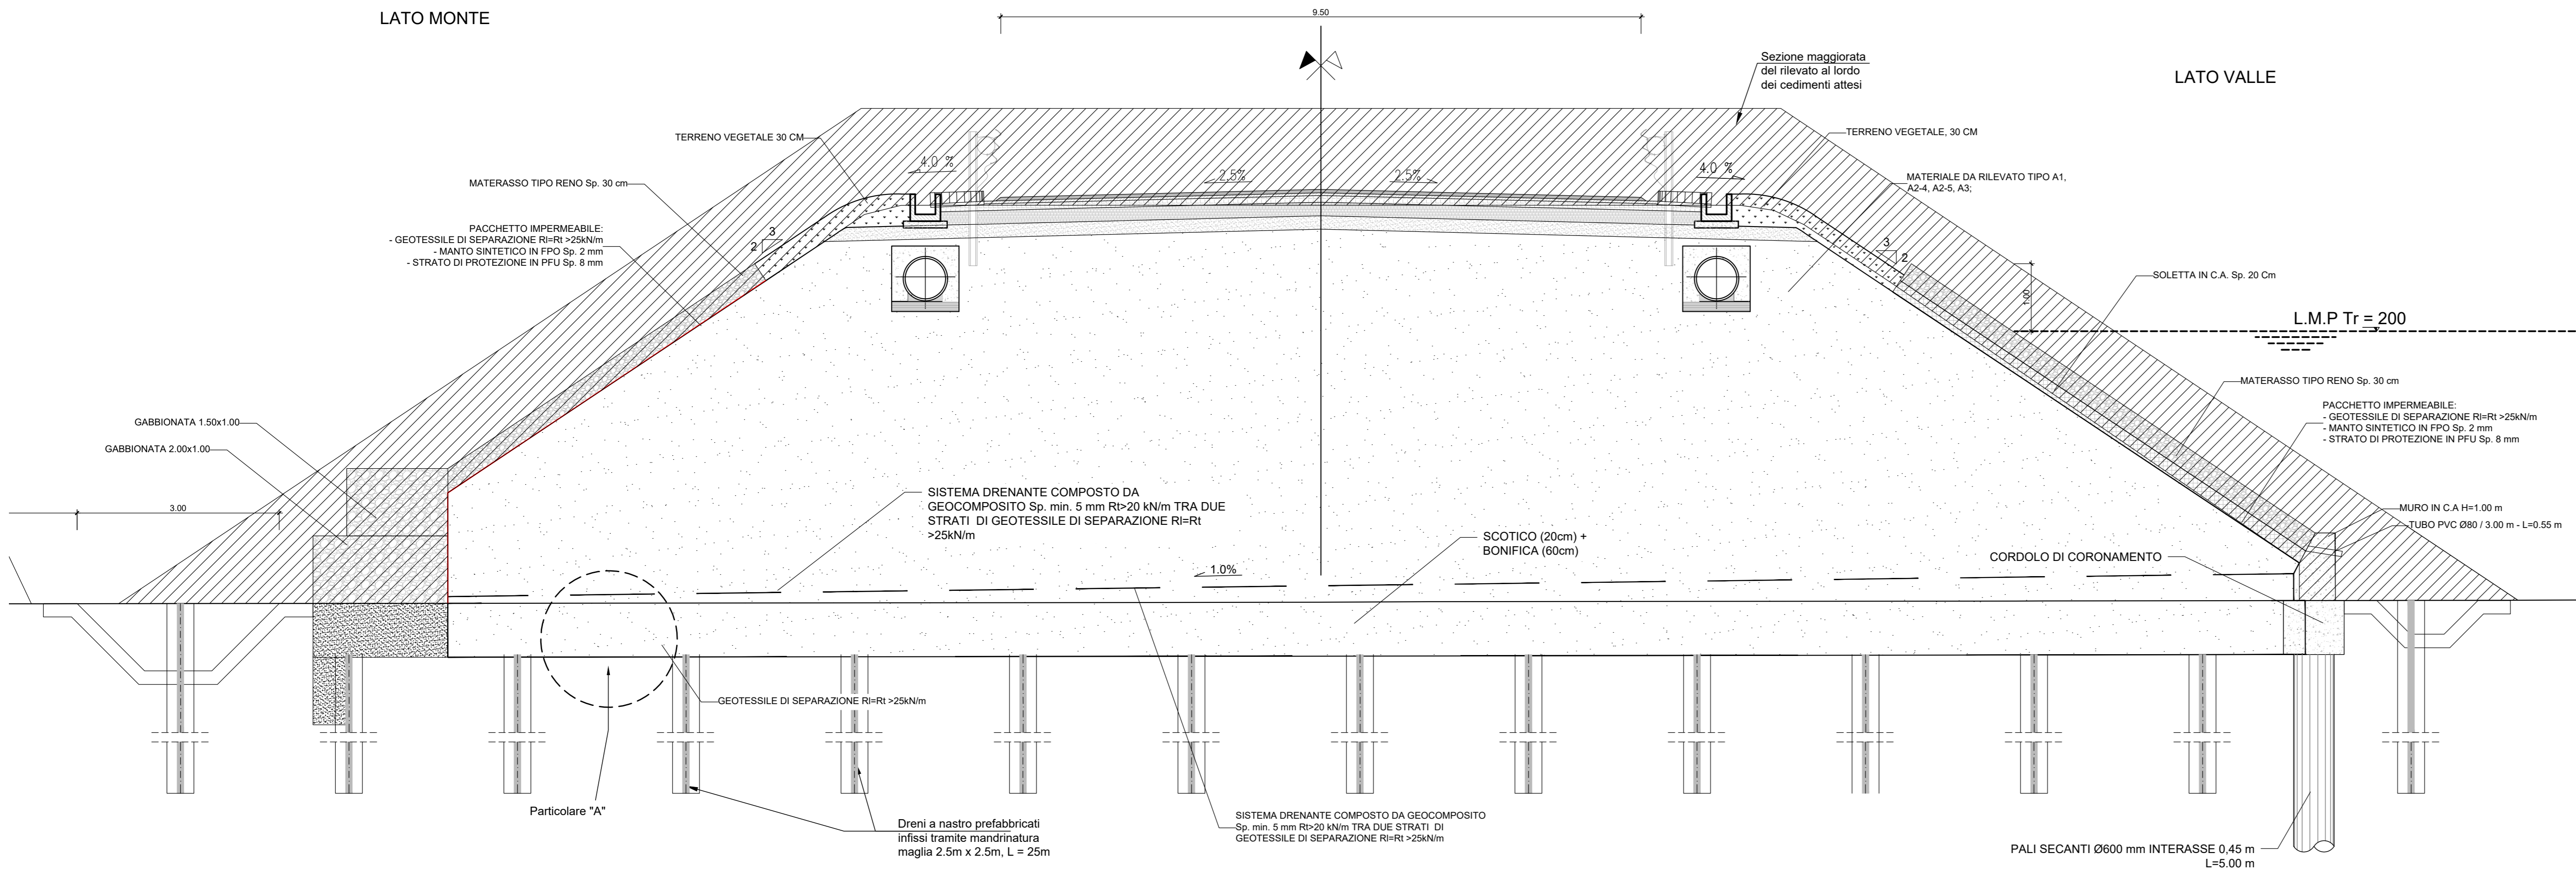 LATO MONTE
9.50
Sezione maggiorata
del rilevato al lordo
dei cedimenti attesi
LATO VALLE
TERRENO VEGETALE 30 CM
TERRENO VEGETALE, 30 CM
4.0 %
2.5%
2.5%
4.0 %
MATERASSO TIPO RENO Sp. 30 cm
MATERIALE DA RILEVATO TIPO A1,
A2-4, A2-5, A3;
PACCHETTO IMPERMEABILE:
- GEOTESSILE DI SEPARAZIONE Rl=Rt >25kN/m
- MANTO SINTETICO IN FPO Sp. 2 mm
- STRATO DI PROTEZIONE IN PFU Sp. 8 mm
3
2
3
2
SOLETTA IN C.A. Sp. 20 Cm
1.00
L.M.P Tr = 200
MATERASSO TIPO RENO Sp. 30 cm
PACCHETTO IMPERMEABILE:
- GEOTESSILE DI SEPARAZIONE Rl=Rt >25kN/m
- MANTO SINTETICO IN FPO Sp. 2 mm
- STRATO DI PROTEZIONE IN PFU Sp. 8 mm
GABBIONATA 1.50x1.00
GABBIONATA 2.00x1.00
3.00
SISTEMA DRENANTE COMPOSTO DA
GEOCOMPOSITO Sp. min. 5 mm Rt>20 kN/m TRA DUE
STRATI DI GEOTESSILE DI SEPARAZIONE Rl=Rt
>25kN/m
MURO IN C.A H=1.00 m
TUBO PVC Ø80 / 3.00 m - L=0.55 m
SCOTICO (20cm) +
BONIFICA (60cm)
CORDOLO DI CORONAMENTO
1.0%
GEOTESSILE DI SEPARAZIONE Rl=Rt >25kN/m
Particolare "A"
Dreni a nastro prefabbricati
infissi tramite mandrinatura
maglia 2.5m x 2.5m, L = 25m
SISTEMA DRENANTE COMPOSTO DA GEOCOMPOSITO
Sp. min. 5 mm Rt>20 kN/m TRA DUE STRATI DI
GEOTESSILE DI SEPARAZIONE Rl=Rt >25kN/m
PALI SECANTI Ø600 mm INTERASSE 0,45 m
L=5.00 m